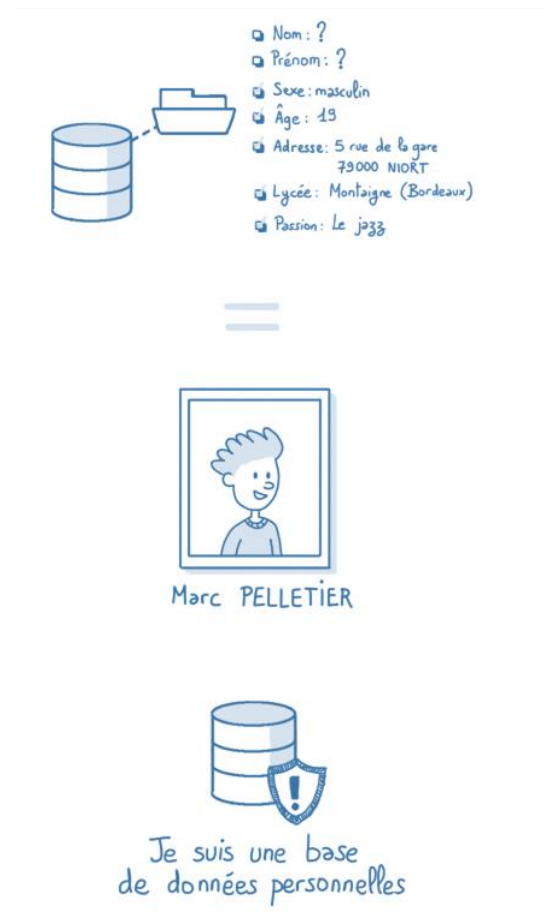 Nom : ?
Prénom : ?
Sexe : masculin
Âge : 19
Adresse : 5 rue de la gare
79000 NIORT
Lycée : Montaigne (Bordeaux)
Passion : Le jazz
Marc PELLETIER
!
Je suis une base
de données personnelles